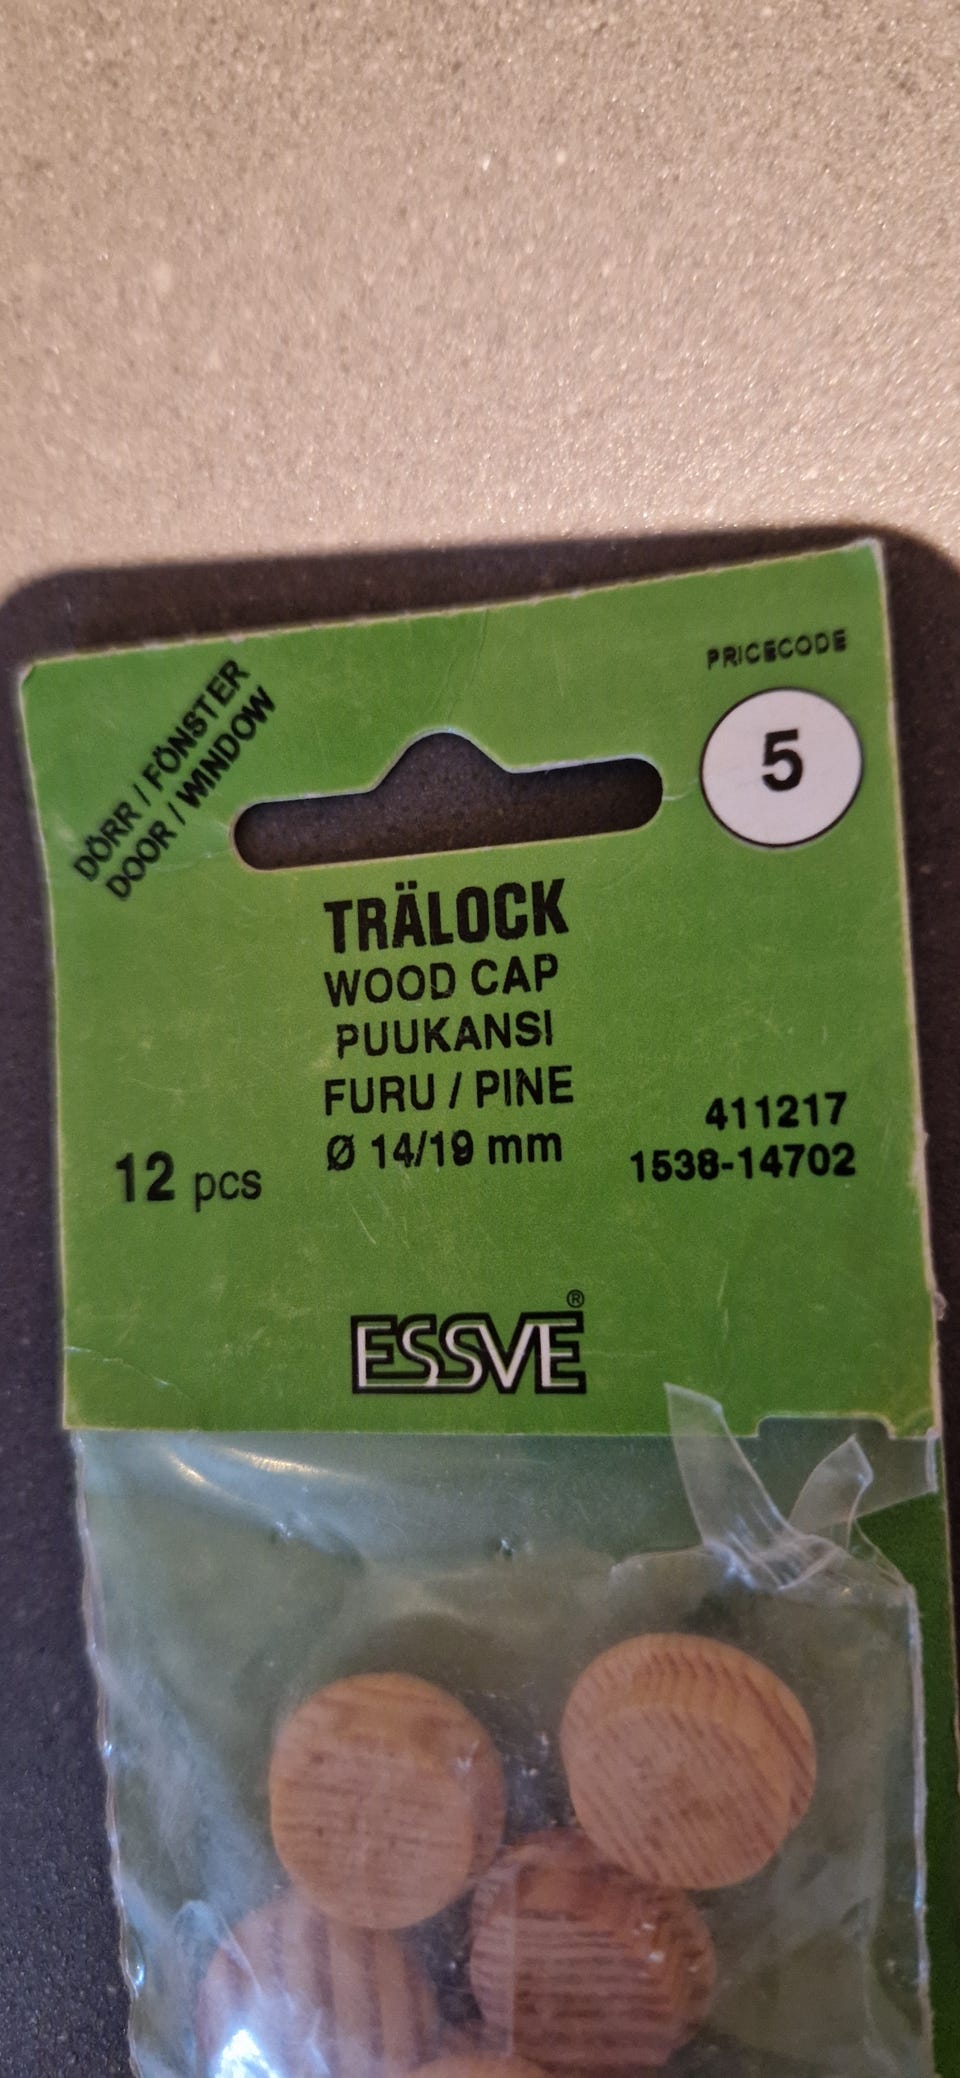 DÖRR / FÖNSTER
DOOR / WINDOW
PRICECODE
5
TRÄLOCK
WOOD CAP
PUUKANSI
FURU / PINE
Ø 14/19 mm
12 pcs
411217
1538-14702
ESSVE®